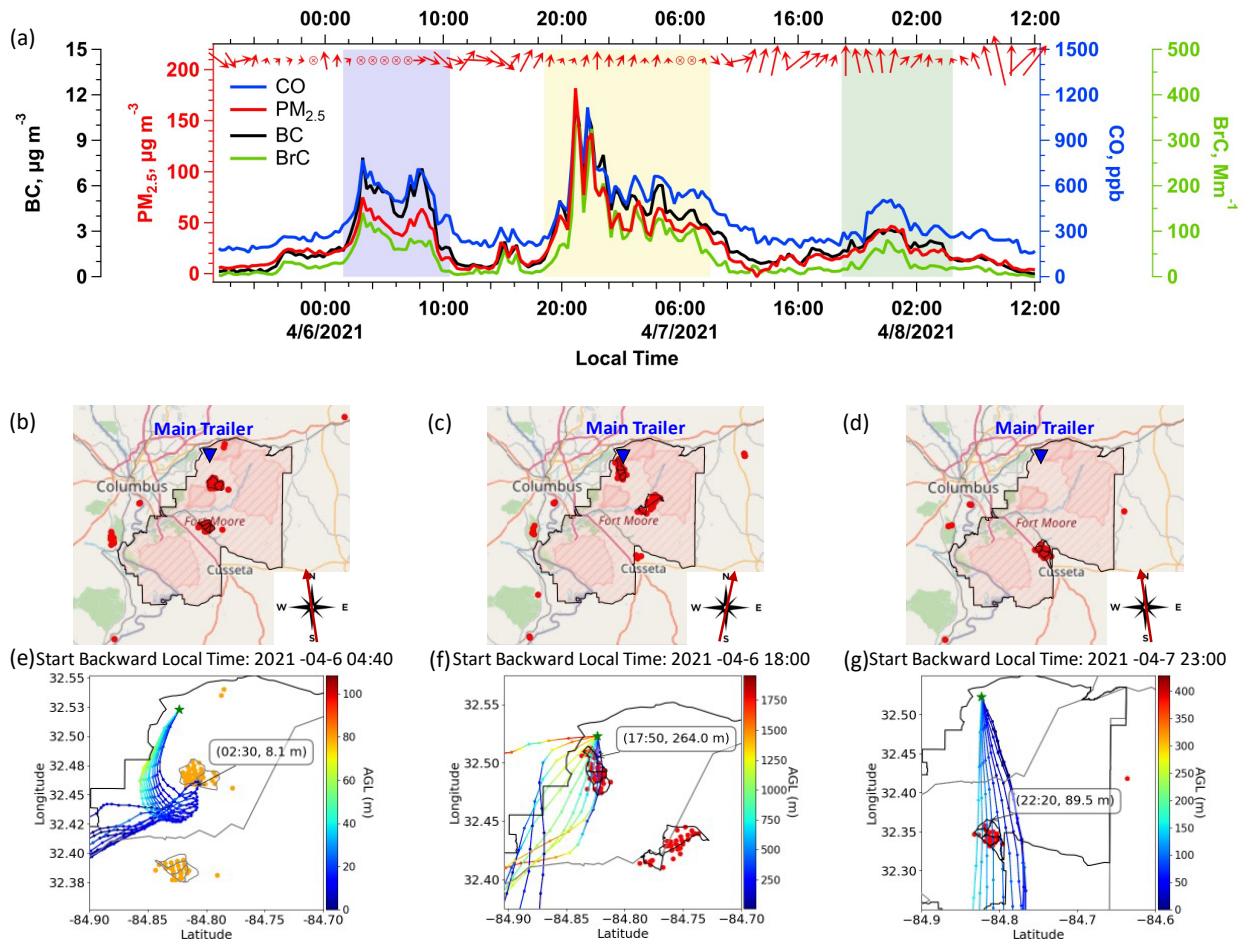 00:00 10:00 20:00 06:00 16:00 02:00 12:00
(a)
15 12 9 6 3 0
BC, µg m-3
200 150 100 50 0
PM2.5, µg m-3
CO
PM2.5
BC
BrC
1500 1200 900 600 300 0
CO, ppb
500 400 300 200 100 0
BrC, Mm-1
00:00 10:00 20:00 06:00 16:00 02:00 12:00
4/6/2021 4/7/2021 4/8/2021
Local Time
(b)
Main Trailer
Columbus
Fort Moore
Cusseta
N
W E
S
(c)
Main Trailer
Columbus
Fort Moore
Cusseta
N
W E
S
(d)
Main Trailer
Columbus
Fort Moore
Cusseta
N
W E
S
(e) Start Backward Local Time: 2021 -04-6 04:40
32.55
32.53
32.50
32.48
32.45
32.42
32.40
32.38
Longitude
(02:30, 8.1 m)
−84.90 −84.85 −84.80 −84.70
Latitude
100
80
60
40
20
0
AGL (m)
(f) Start Backward Local Time: 2021 -04-6 18:00
32.55
32.50
32.45
32.40
Longitude
(17:50, 264.0 m)
−84.90 −84.85 −84.80 −84.70
Latitude
1750
1500
1250
1000
750
500
250
AGL (m)
(g) Start Backward Local Time: 2021 -04-7 23:00
32.50
32.45
32.40
32.35
32.30
Longitude
(22:20, 89.5 m)
−84.9 −84.8 −84.7 −84.6
Latitude
400
350
300
250
200
150
100
50
0
AGL (m)